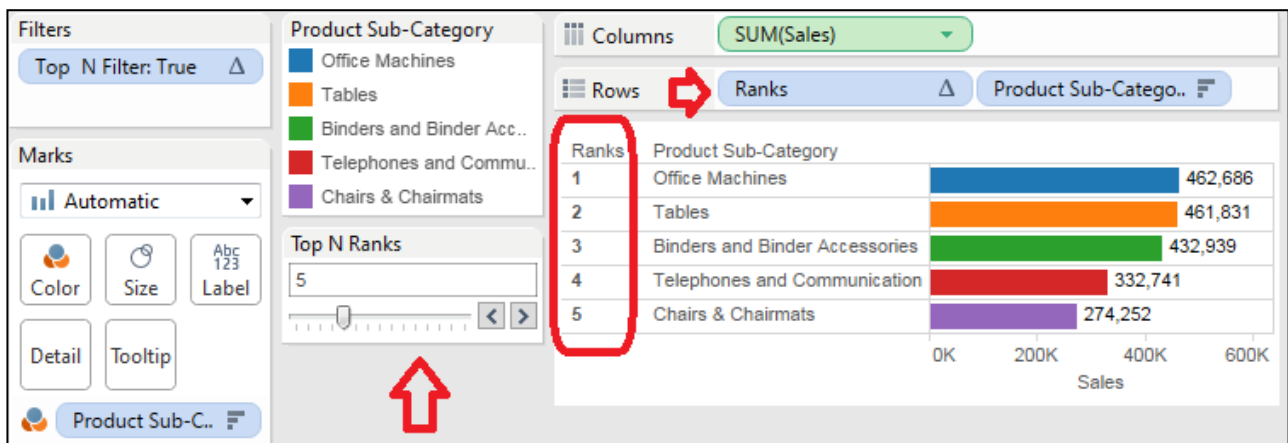 Filters
Top N Filter: True Δ
Marks
Automatic
Color
Size
Abc
123
Label
Detail
Tooltip
Product Sub-C..
Product Sub-Category
Office Machines
Tables
Binders and Binder Acc..
Telephones and Commu..
Chairs & Chairmats
Top N Ranks
5
< >
Columns SUM(Sales)
Rows Ranks Δ Product Sub-Catego..
Ranks Product Sub-Category
1 Office Machines 462,686
2 Tables 461,831
3 Binders and Binder Accessories 432,939
4 Telephones and Communication 332,741
5 Chairs & Chairmats 274,252
0K 200K 400K 600K
Sales